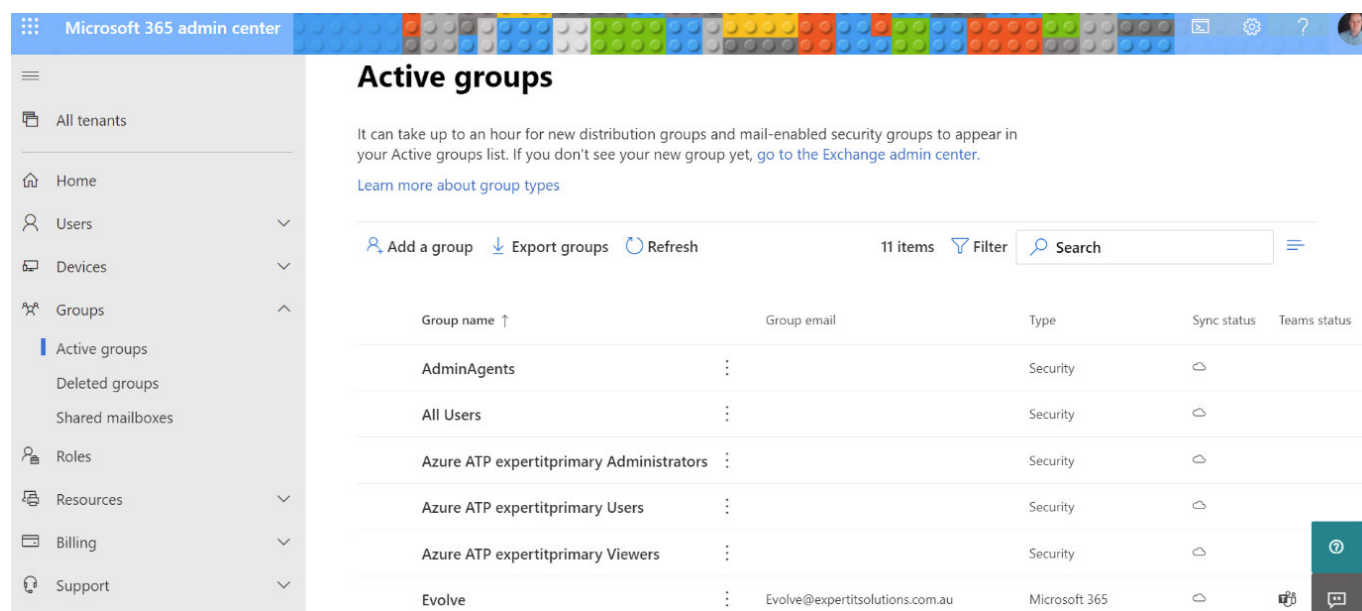 Microsoft 365 admin center
?
Active groups
All tenants
It can take up to an hour for new distribution groups and mail-enabled security groups to appear in
your Active groups list. If you don't see your new group yet, go to the Exchange admin center.
Home
Learn more about group types
Users
Add a group Export groups Refresh 11 items Filter Search
Devices
Groups
Group name ↑ Group email Type Sync status Teams status
Active groups
AdminAgents Security
Deleted groups
All Users Security
Shared mailboxes
Roles
Azure ATP expertitprimary Administrators Security
Resources
Azure ATP expertitprimary Users Security
Billing
Azure ATP expertitprimary Viewers Security
Support
Evolve Evolve@expertitsolutions.com.au Microsoft 365